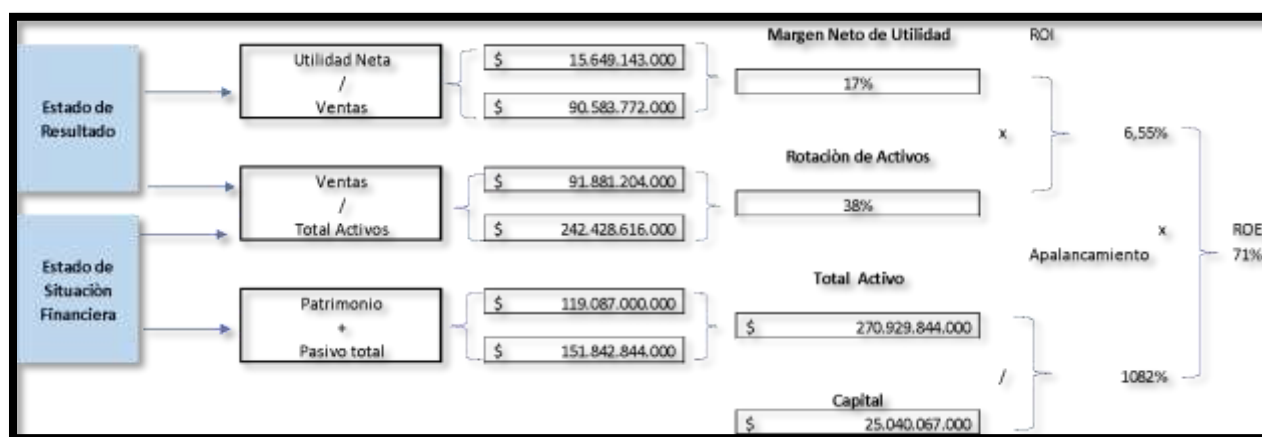 Margen Neto de Utilidad
ROI
Estado de
Resultado
Utilidad Neta
/
Ventas
$ 15.649.143.000
$ 90.583.772.000
17%
x
6,55%
Rotaciòn de Activos
Ventas
/
Total Activos
$ 91.881.204.000
$ 242.428.616.000
38%
x
ROE
Apalancamiento
71%
Estado de
Situaciòn
Financiera
Total Activo
Patrimonio
+
Pasivo total
$ 119.087.000.000
$ 151.842.844.000
$ 270.929.844.000
/
1082%
Capital
$ 25.040.067.000